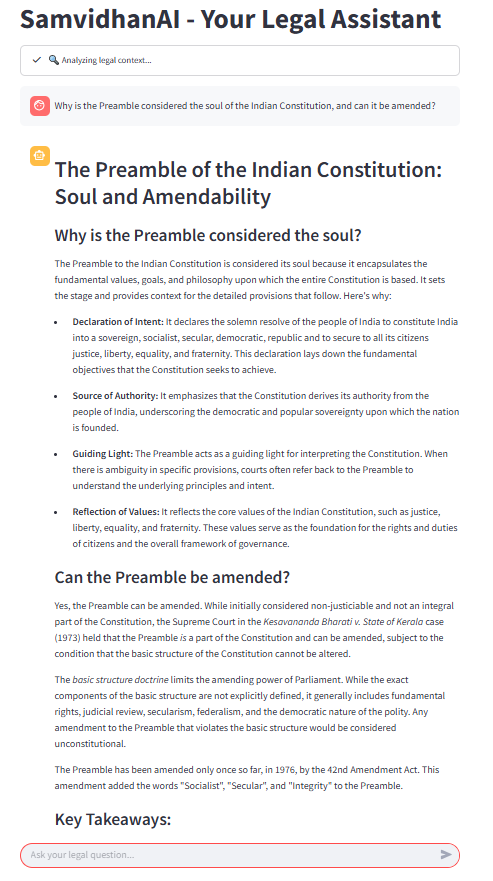 SamvidhanAI - Your Legal Assistant
Analyzing legal context...
Why is the Preamble considered the soul of the Indian Constitution, and can it be amended?
The Preamble of the Indian Constitution:
Soul and Amendability
Why is the Preamble considered the soul?
The Preamble to the Indian Constitution is considered its soul because it encapsulates the
fundamental values, goals, and philosophy upon which the entire Constitution is based. It sets
the stage and provides context for the detailed provisions that follow. Here's why:
• Declaration of Intent: It declares the solemn resolve of the people of India to constitute India
into a sovereign, socialist, secular, democratic, republic and to secure to all its citizens
justice, liberty, equality, and fraternity. This declaration lays down the fundamental
objectives that the Constitution seeks to achieve.
• Source of Authority: It emphasizes that the Constitution derives its authority from the
people of India, underscoring the democratic and popular sovereignty upon which the nation
is founded.
• Guiding Light: The Preamble acts as a guiding light for interpreting the Constitution. When
there is ambiguity in specific provisions, courts often refer back to the Preamble to
understand the underlying principles and intent.
• Reflection of Values: It reflects the core values of the Indian Constitution, such as justice,
liberty, equality, and fraternity. These values serve as the foundation for the rights and duties
of citizens and the overall framework of governance.
Can the Preamble be amended?
Yes, the Preamble can be amended. While initially considered non-justiciable and not an integral
part of the Constitution, the Supreme Court in the Kesavananda Bharati v. State of Kerala case
(1973) held that the Preamble is a part of the Constitution and can be amended, subject to the
condition that the basic structure of the Constitution cannot be altered.
The basic structure doctrine limits the amending power of Parliament. While the exact
components of the basic structure are not explicitly defined, it generally includes fundamental
rights, judicial review, secularism, federalism, and the democratic nature of the polity. Any
amendment to the Preamble that violates the basic structure would be considered
unconstitutional.
The Preamble has been amended only once so far, in 1976, by the 42nd Amendment Act. This
amendment added the words "Socialist", "Secular", and "Integrity" to the Preamble.
Key Takeaways:
Ask your legal question...